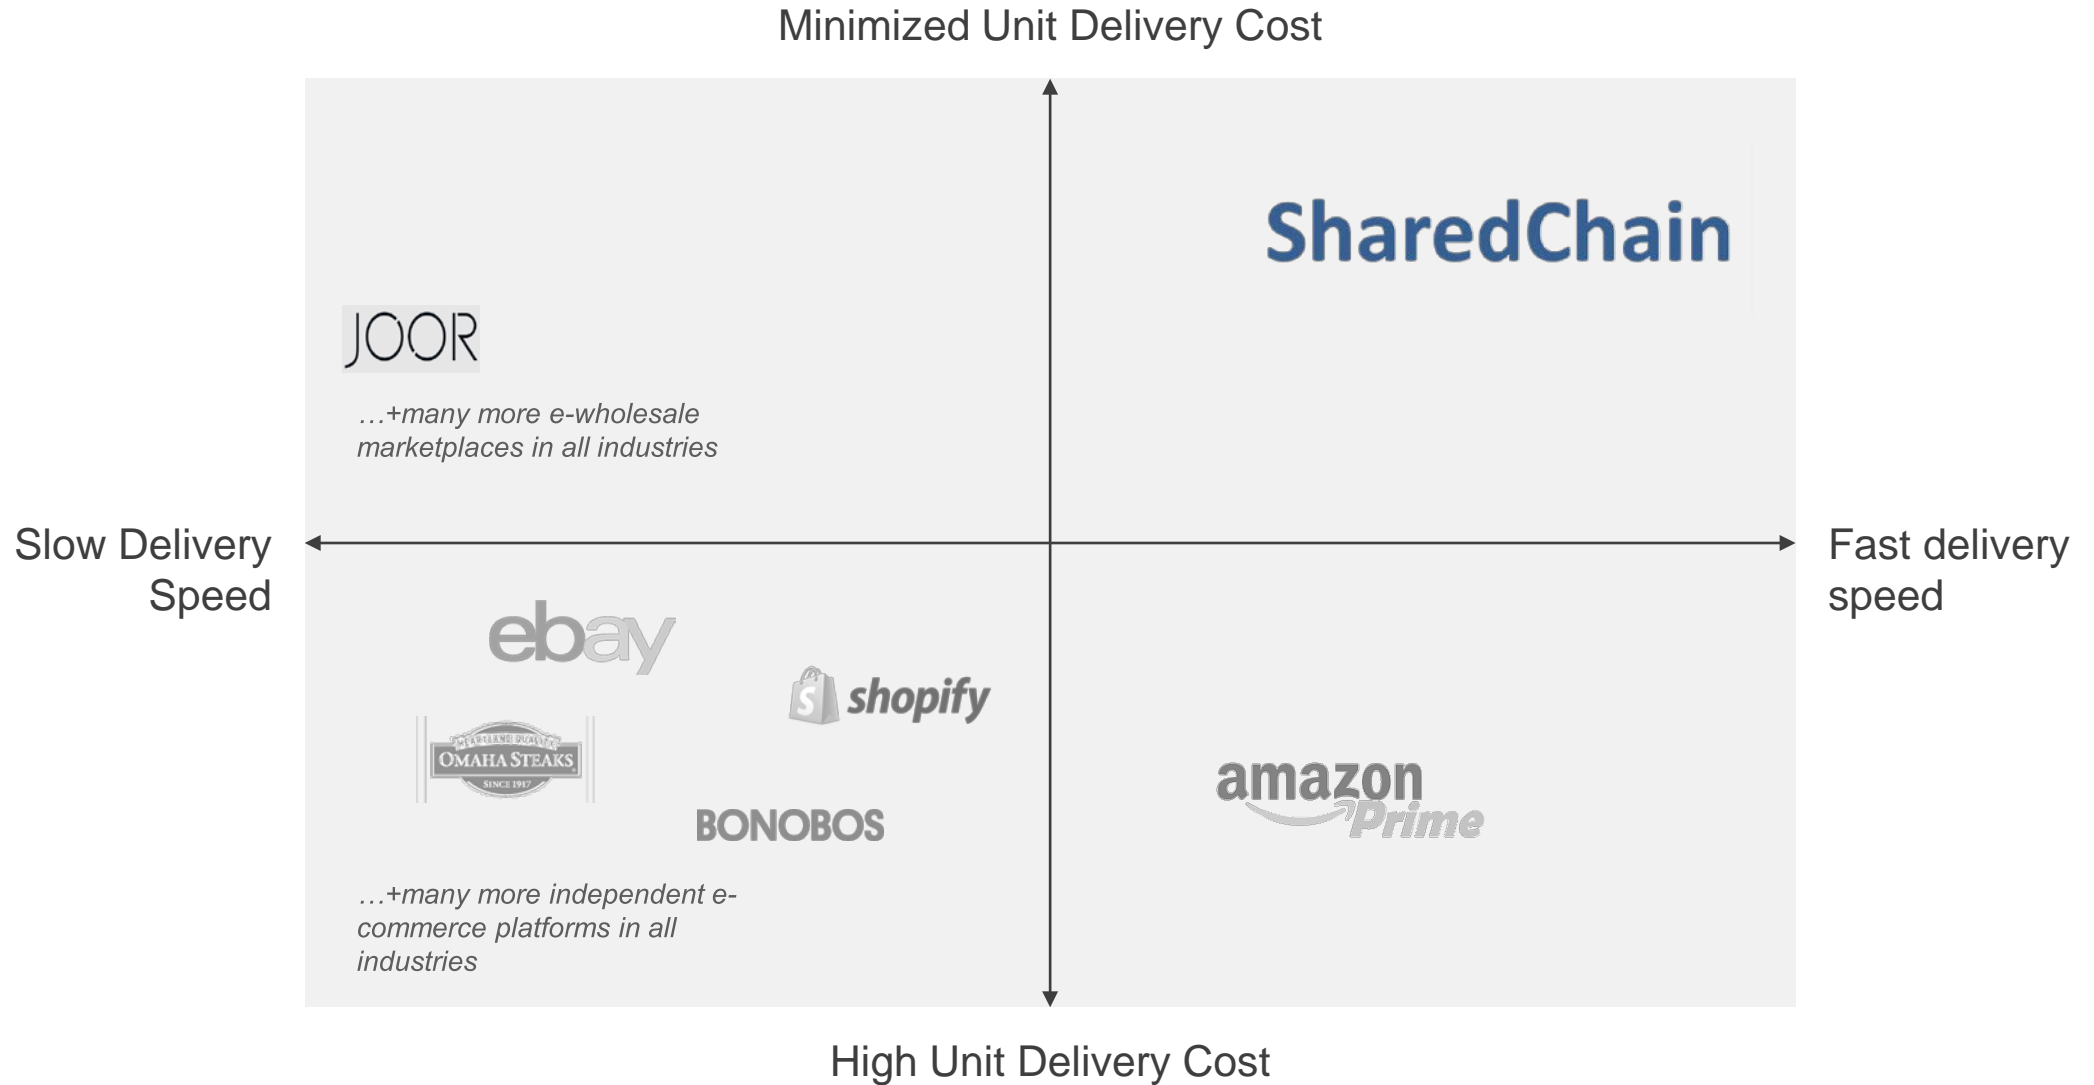 Minimized Unit Delivery Cost
SharedChain
JOOR
…+many more e-wholesale
marketplaces in all industries
Slow Delivery
Speed
Fast delivery
speed
ebay
S shopify
HEARTLAND QUALITY
OMAHA STEAKS
SINCE 1917
amazon
Prime
BONOBOS
…+many more independent e-
commerce platforms in all
industries
High Unit Delivery Cost